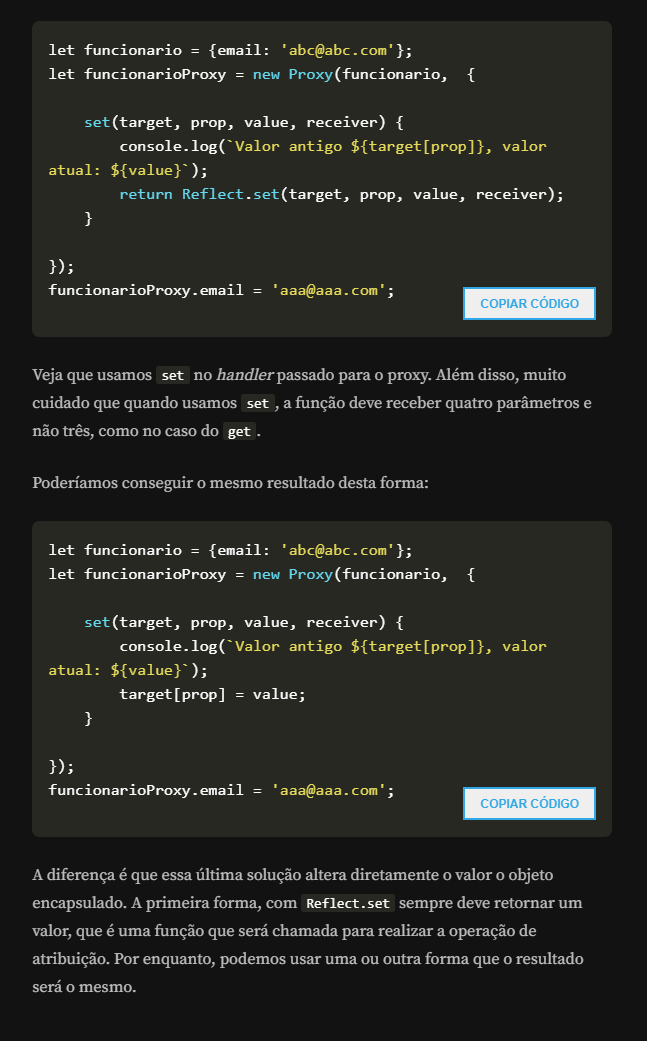 let funcionario = {email: 'abc@abc.com'};
let funcionarioProxy = new Proxy(funcionario,  {
    set(target, prop, value, receiver) {
        console.log(`Valor antigo ${target[prop]}, valor
atual: ${value}`);
        return Reflect.set(target, prop, value, receiver);
    }
});
funcionarioProxy.email = 'aaa@aaa.com';
COPIAR CÓDIGO
Veja que usamos set no handler passado para o proxy. Além disso, muito
cuidado que quando usamos set, a função deve receber quatro parâmetros e
não três, como no caso do get.
Poderíamos conseguir o mesmo resultado desta forma:
let funcionario = {email: 'abc@abc.com'};
let funcionarioProxy = new Proxy(funcionario,  {
    set(target, prop, value, receiver) {
        console.log(`Valor antigo ${target[prop]}, valor
atual: ${value}`);
        target[prop] = value;
    }
});
funcionarioProxy.email = 'aaa@aaa.com';
COPIAR CÓDIGO
A diferença é que essa última solução altera diretamente o valor o objeto
encapsulado. A primeira forma, com Reflect.set sempre deve retornar um
valor, que é uma função que será chamada para realizar a operação de
atribuição. Por enquanto, podemos usar uma ou outra forma que o resultado
será o mesmo.